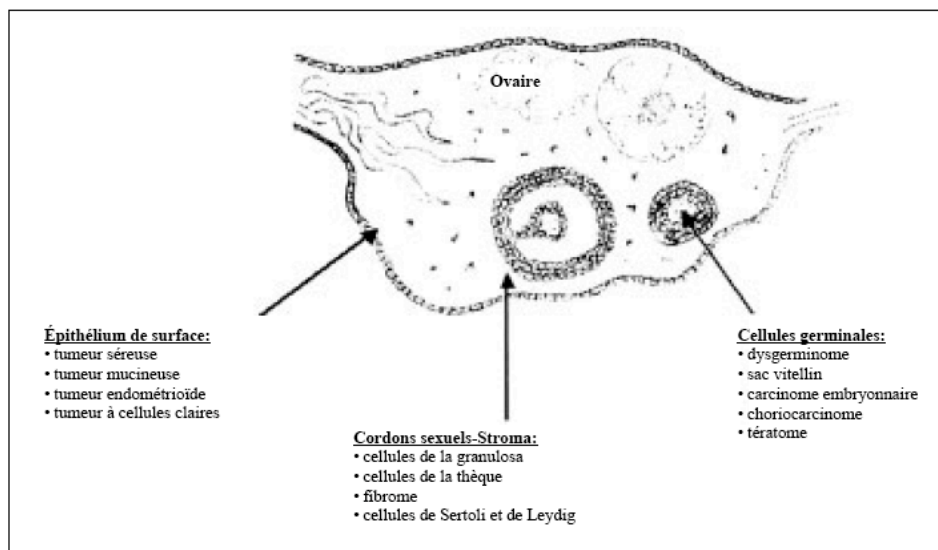 Ovaire
Épithélium de surface:
• tumeur séreuse
• tumeur mucineuse
• tumeur endométrioïde
• tumeur à cellules claires
Cordons sexuels-Stroma:
• cellules de la granulosa
• cellules de la thèque
• fibrome
• cellules de Sertoli et de Leydig
Cellules germinales:
• dysgerminome
• sac vitellin
• carcinome embryonnaire
• choriocarcinome
• tératome